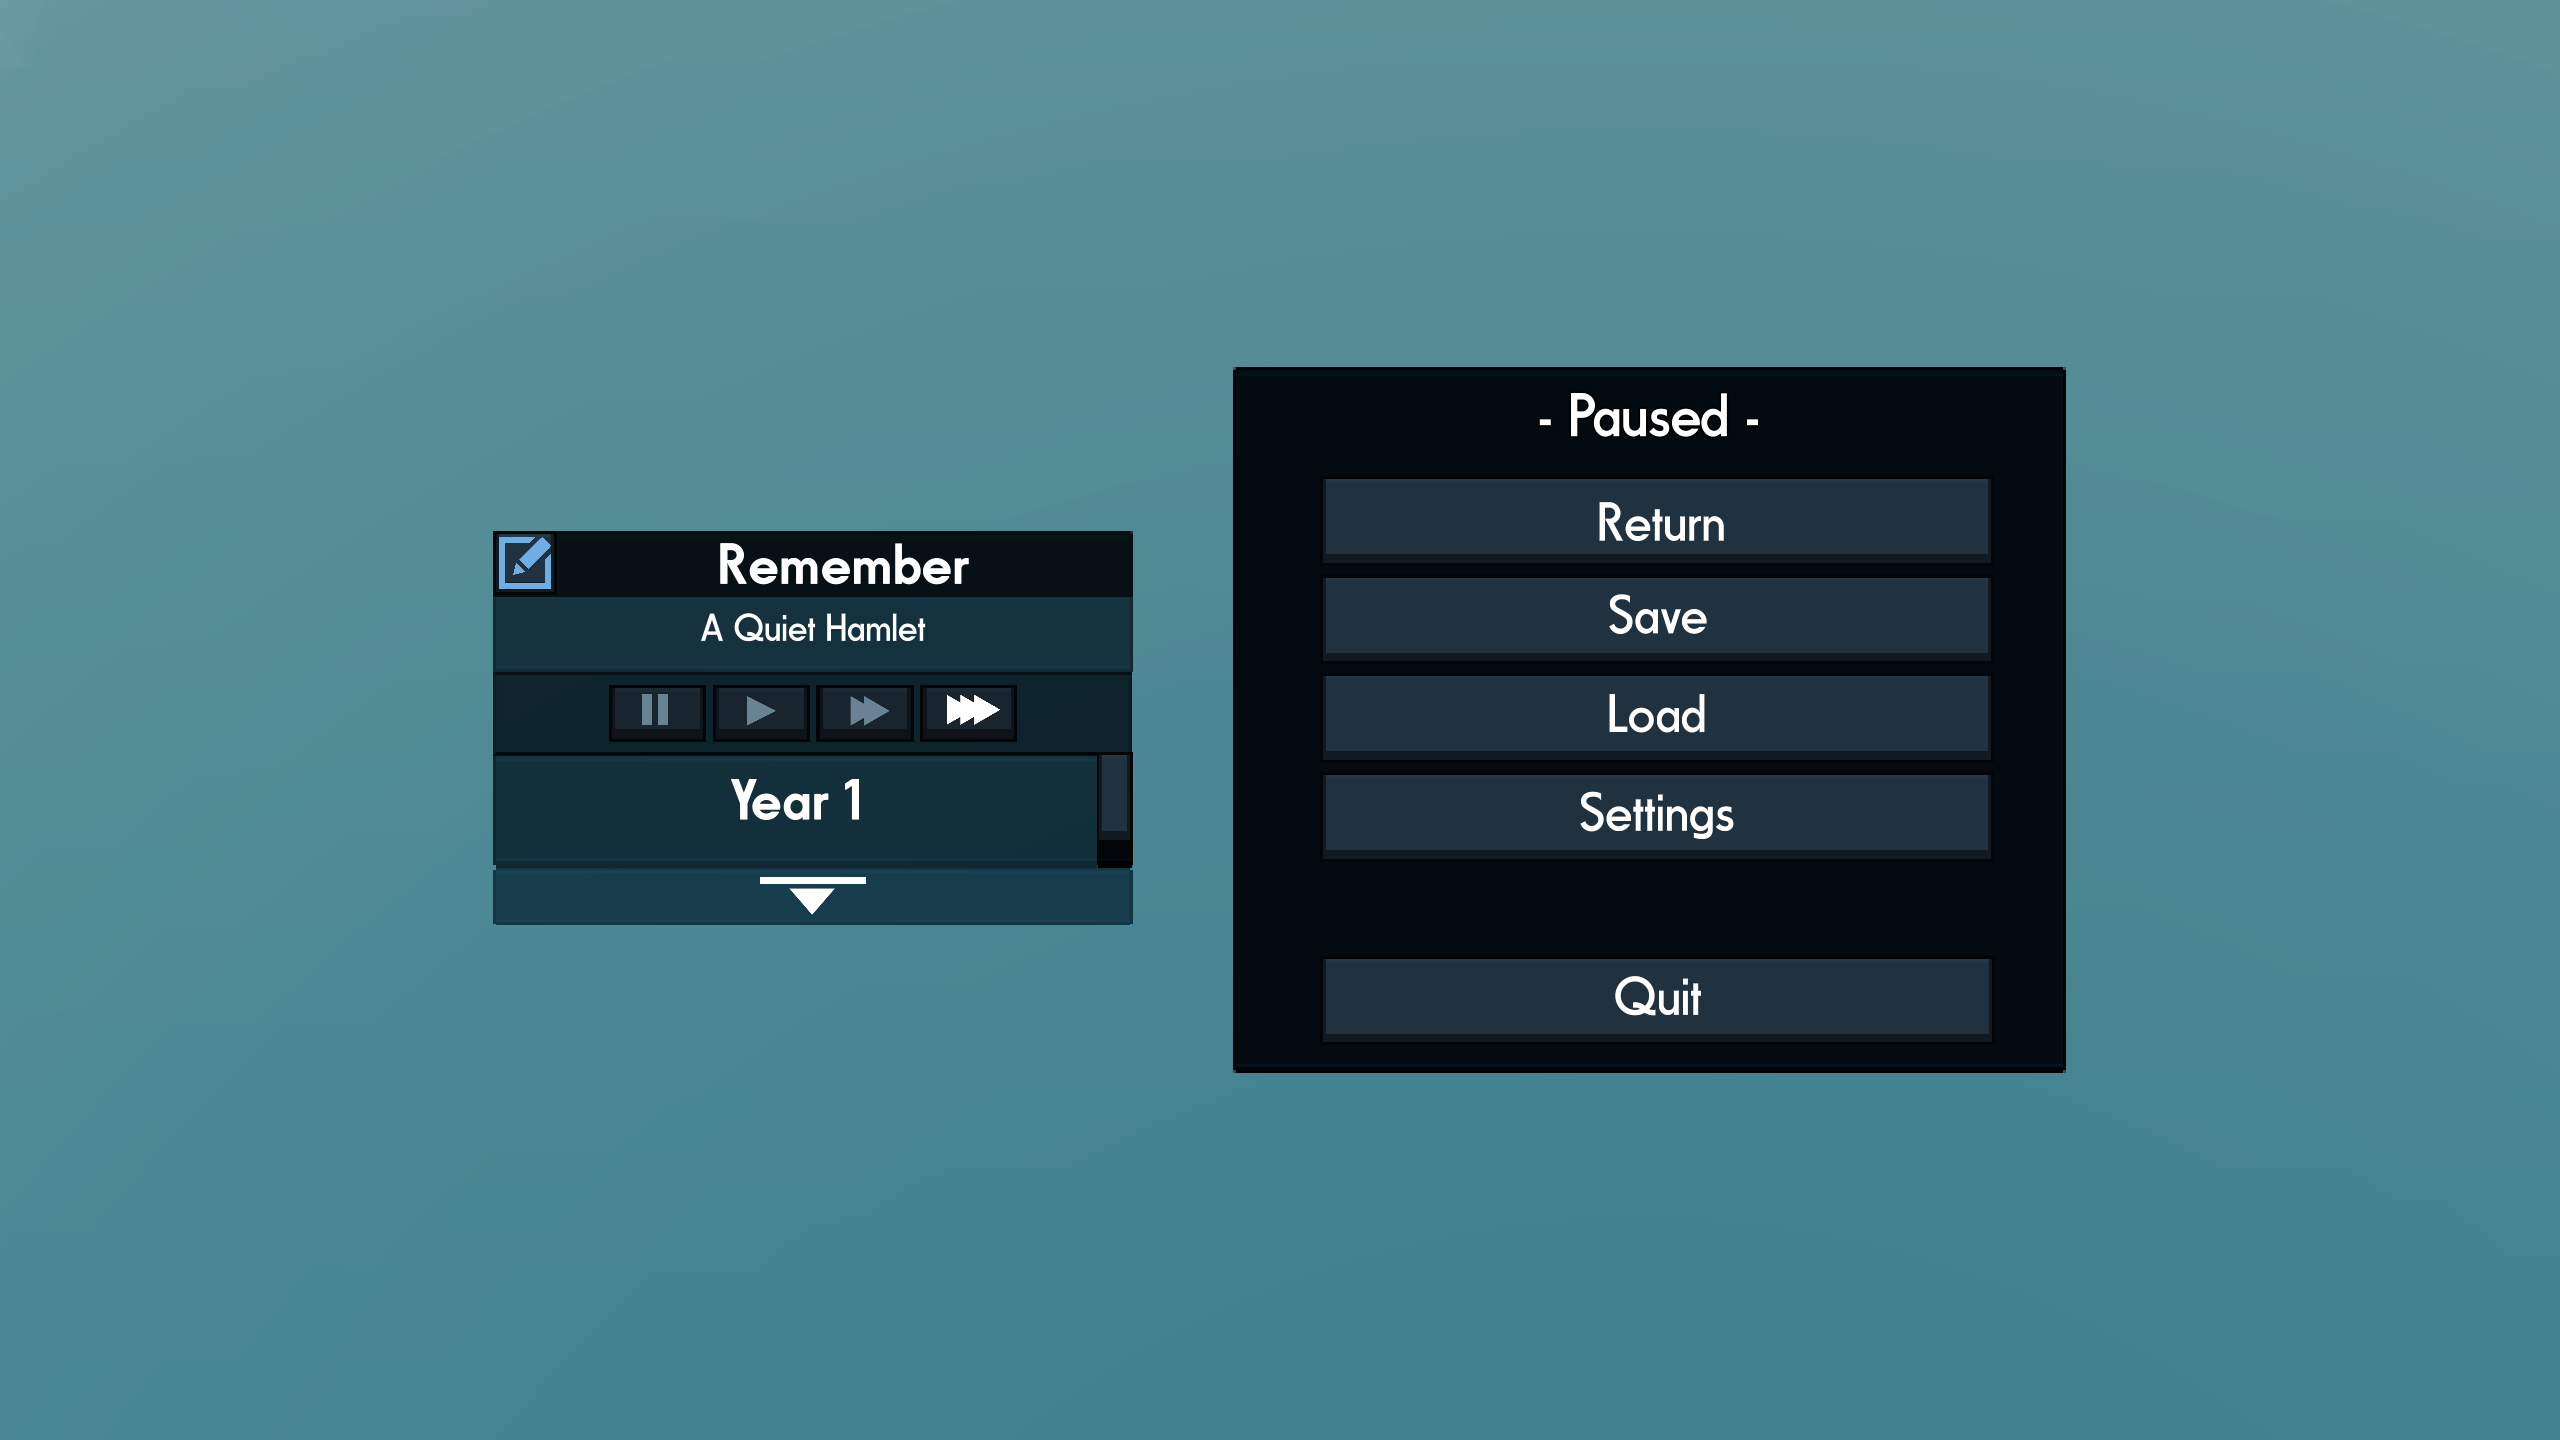 Remember
A Quiet Hamlet
Year 1
- Paused -
Return
Save
Load
Settings
Quit